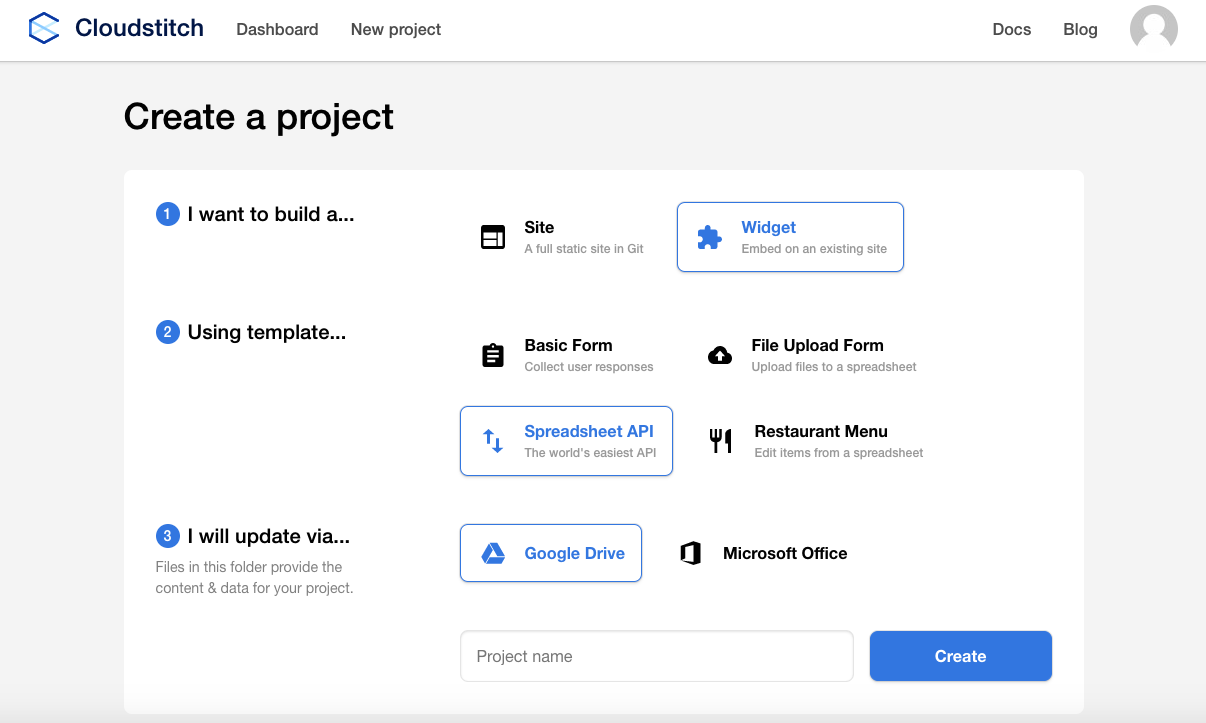 Cloudstitch Dashboard New project Docs Blog
Create a project
1 I want to build a...
Site
A full static site in Git
Widget
Embed on an existing site
2 Using template...
Basic Form
Collect user responses
File Upload Form
Upload files to a spreadsheet
Spreadsheet API
The world's easiest API
Restaurant Menu
Edit items from a spreadsheet
3 I will update via...
Files in this folder provide the
content & data for your project.
Google Drive
Microsoft Office
Project name
Create